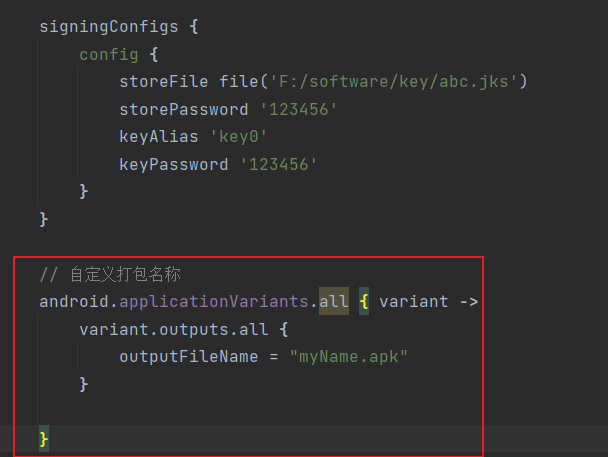 signingConfigs {
config {
storeFile file('F:/software/key/abc.jks')
storePassword '123456'
keyAlias 'key0'
keyPassword '123456'
}
}
// 自定义打包名称
android.applicationVariants.all { variant ->
variant.outputs.all {
outputFileName = "myName.apk"
}
}